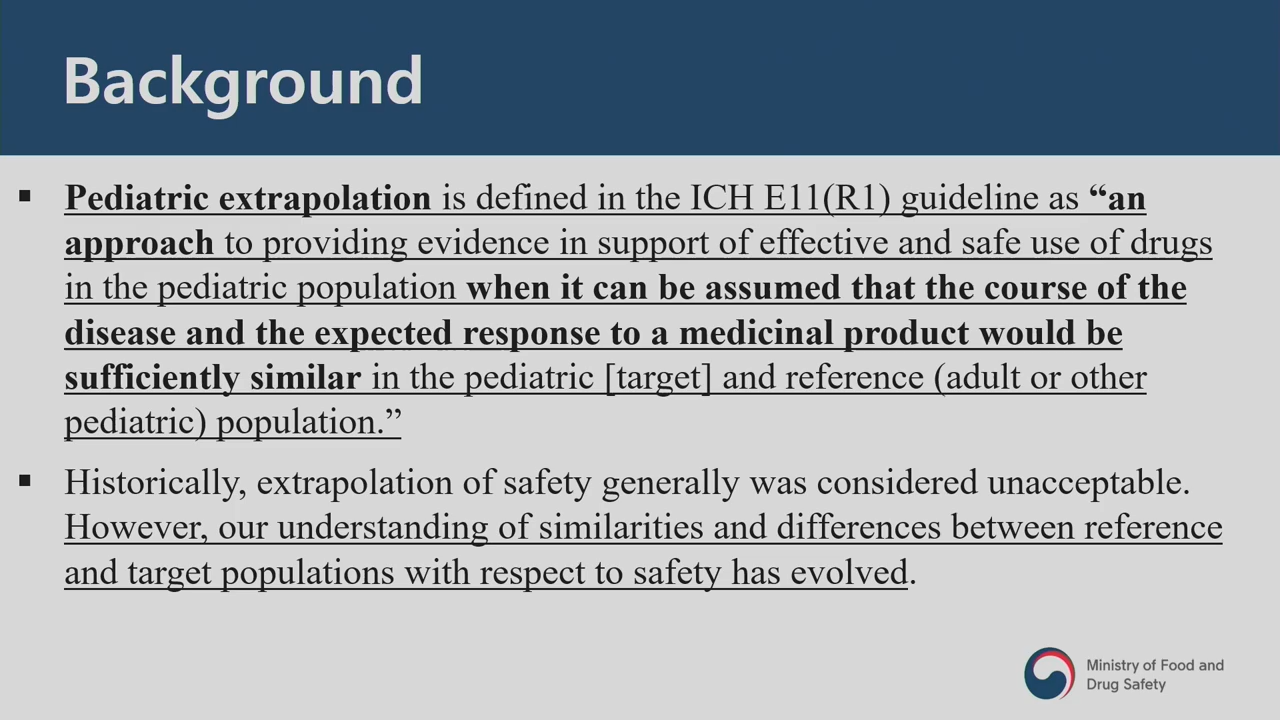 Background
▪ Pediatric extrapolation is defined in the ICH E11(R1) guideline as “an
approach to providing evidence in support of effective and safe use of drugs
in the pediatric population when it can be assumed that the course of the
disease and the expected response to a medicinal product would be
sufficiently similar in the pediatric [target] and reference (adult or other
pediatric) population.”
▪ Historically, extrapolation of safety generally was considered unacceptable.
However, our understanding of similarities and differences between reference
and target populations with respect to safety has evolved.
Ministry of Food and
Drug Safety